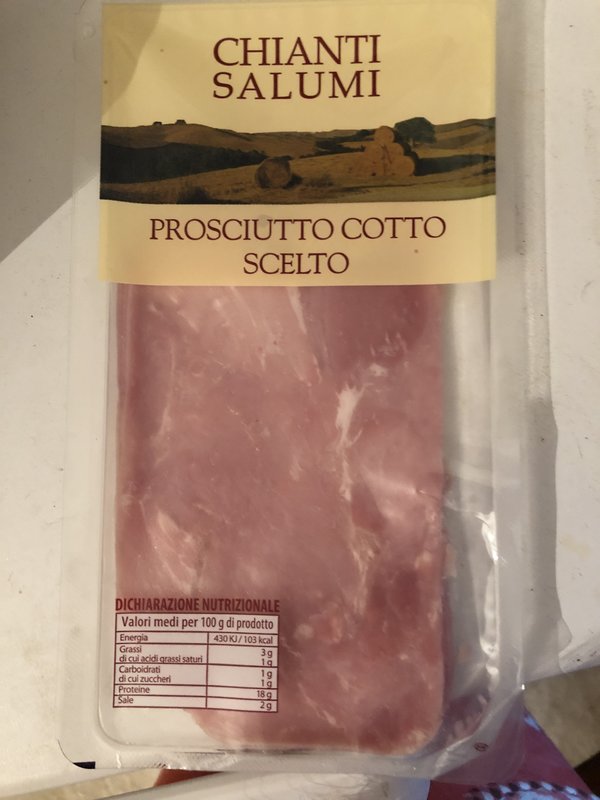 CHIANTI
SALUMI
PROSCIUTTO COTTO
SCELTO
DICHIARAZIONE NUTRIZIONALE
Valori medi per 100 g di prodotto
Energia 430 KJ / 103 kcal
Grassi 3 g
di cui acidi grassi saturi 1 g
Carboidrati 1 g
di cui zuccheri 1 g
Proteine 18 g
Sale 2 g